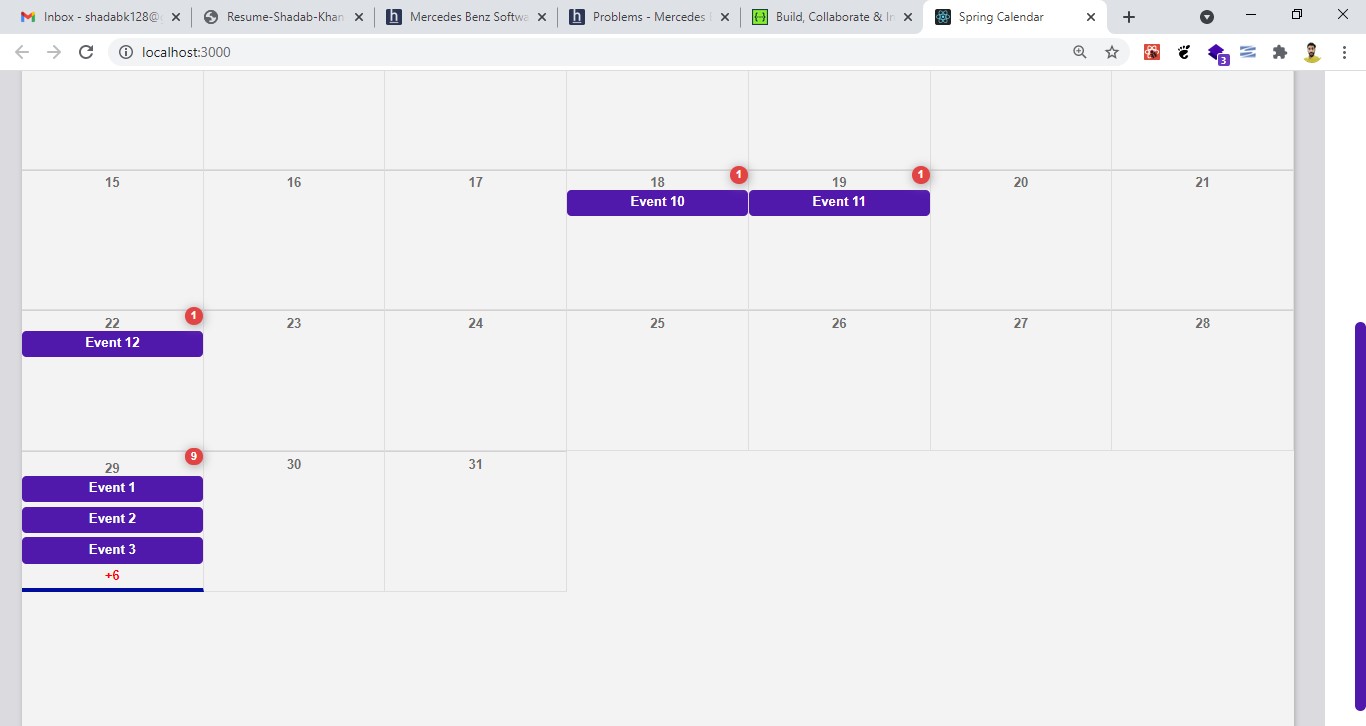 Inbox - shadabk128@
Resume-Shadab-Khan
Mercedes Benz Softwa
Problems - Mercedes
Build, Collaborate & In
Spring Calendar
localhost:3000
3
15 16 17 18 1 19 1 20 21
Event 10 Event 11
22 1 23 24 25 26 27 28
Event 12
29 9 30 31
Event 1
Event 2
Event 3
+6